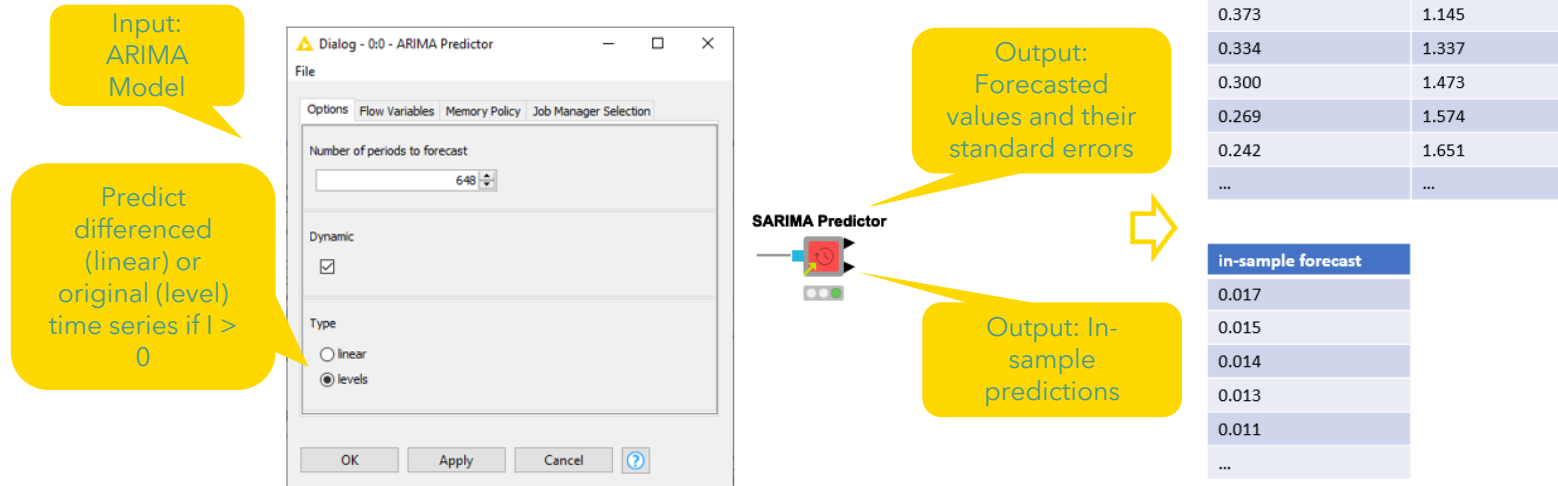 Input:
ARIMA
Model
Predict
differenced
(linear) or
original (level)
time series if I >
0
Dialog - 0:0 - ARIMA Predictor
File
Options Flow Variables Memory Policy Job Manager Selection
Number of periods to forecast
648
Dynamic
Type
linear
levels
OK Apply Cancel ?
Output:
Forecasted
values and their
standard errors
SARIMA Predictor
Output: In-
sample
predictions
0.373 1.145
0.334 1.337
0.300 1.473
0.269 1.574
0.242 1.651
... ...
in-sample forecast
0.017
0.015
0.014
0.013
0.011
...